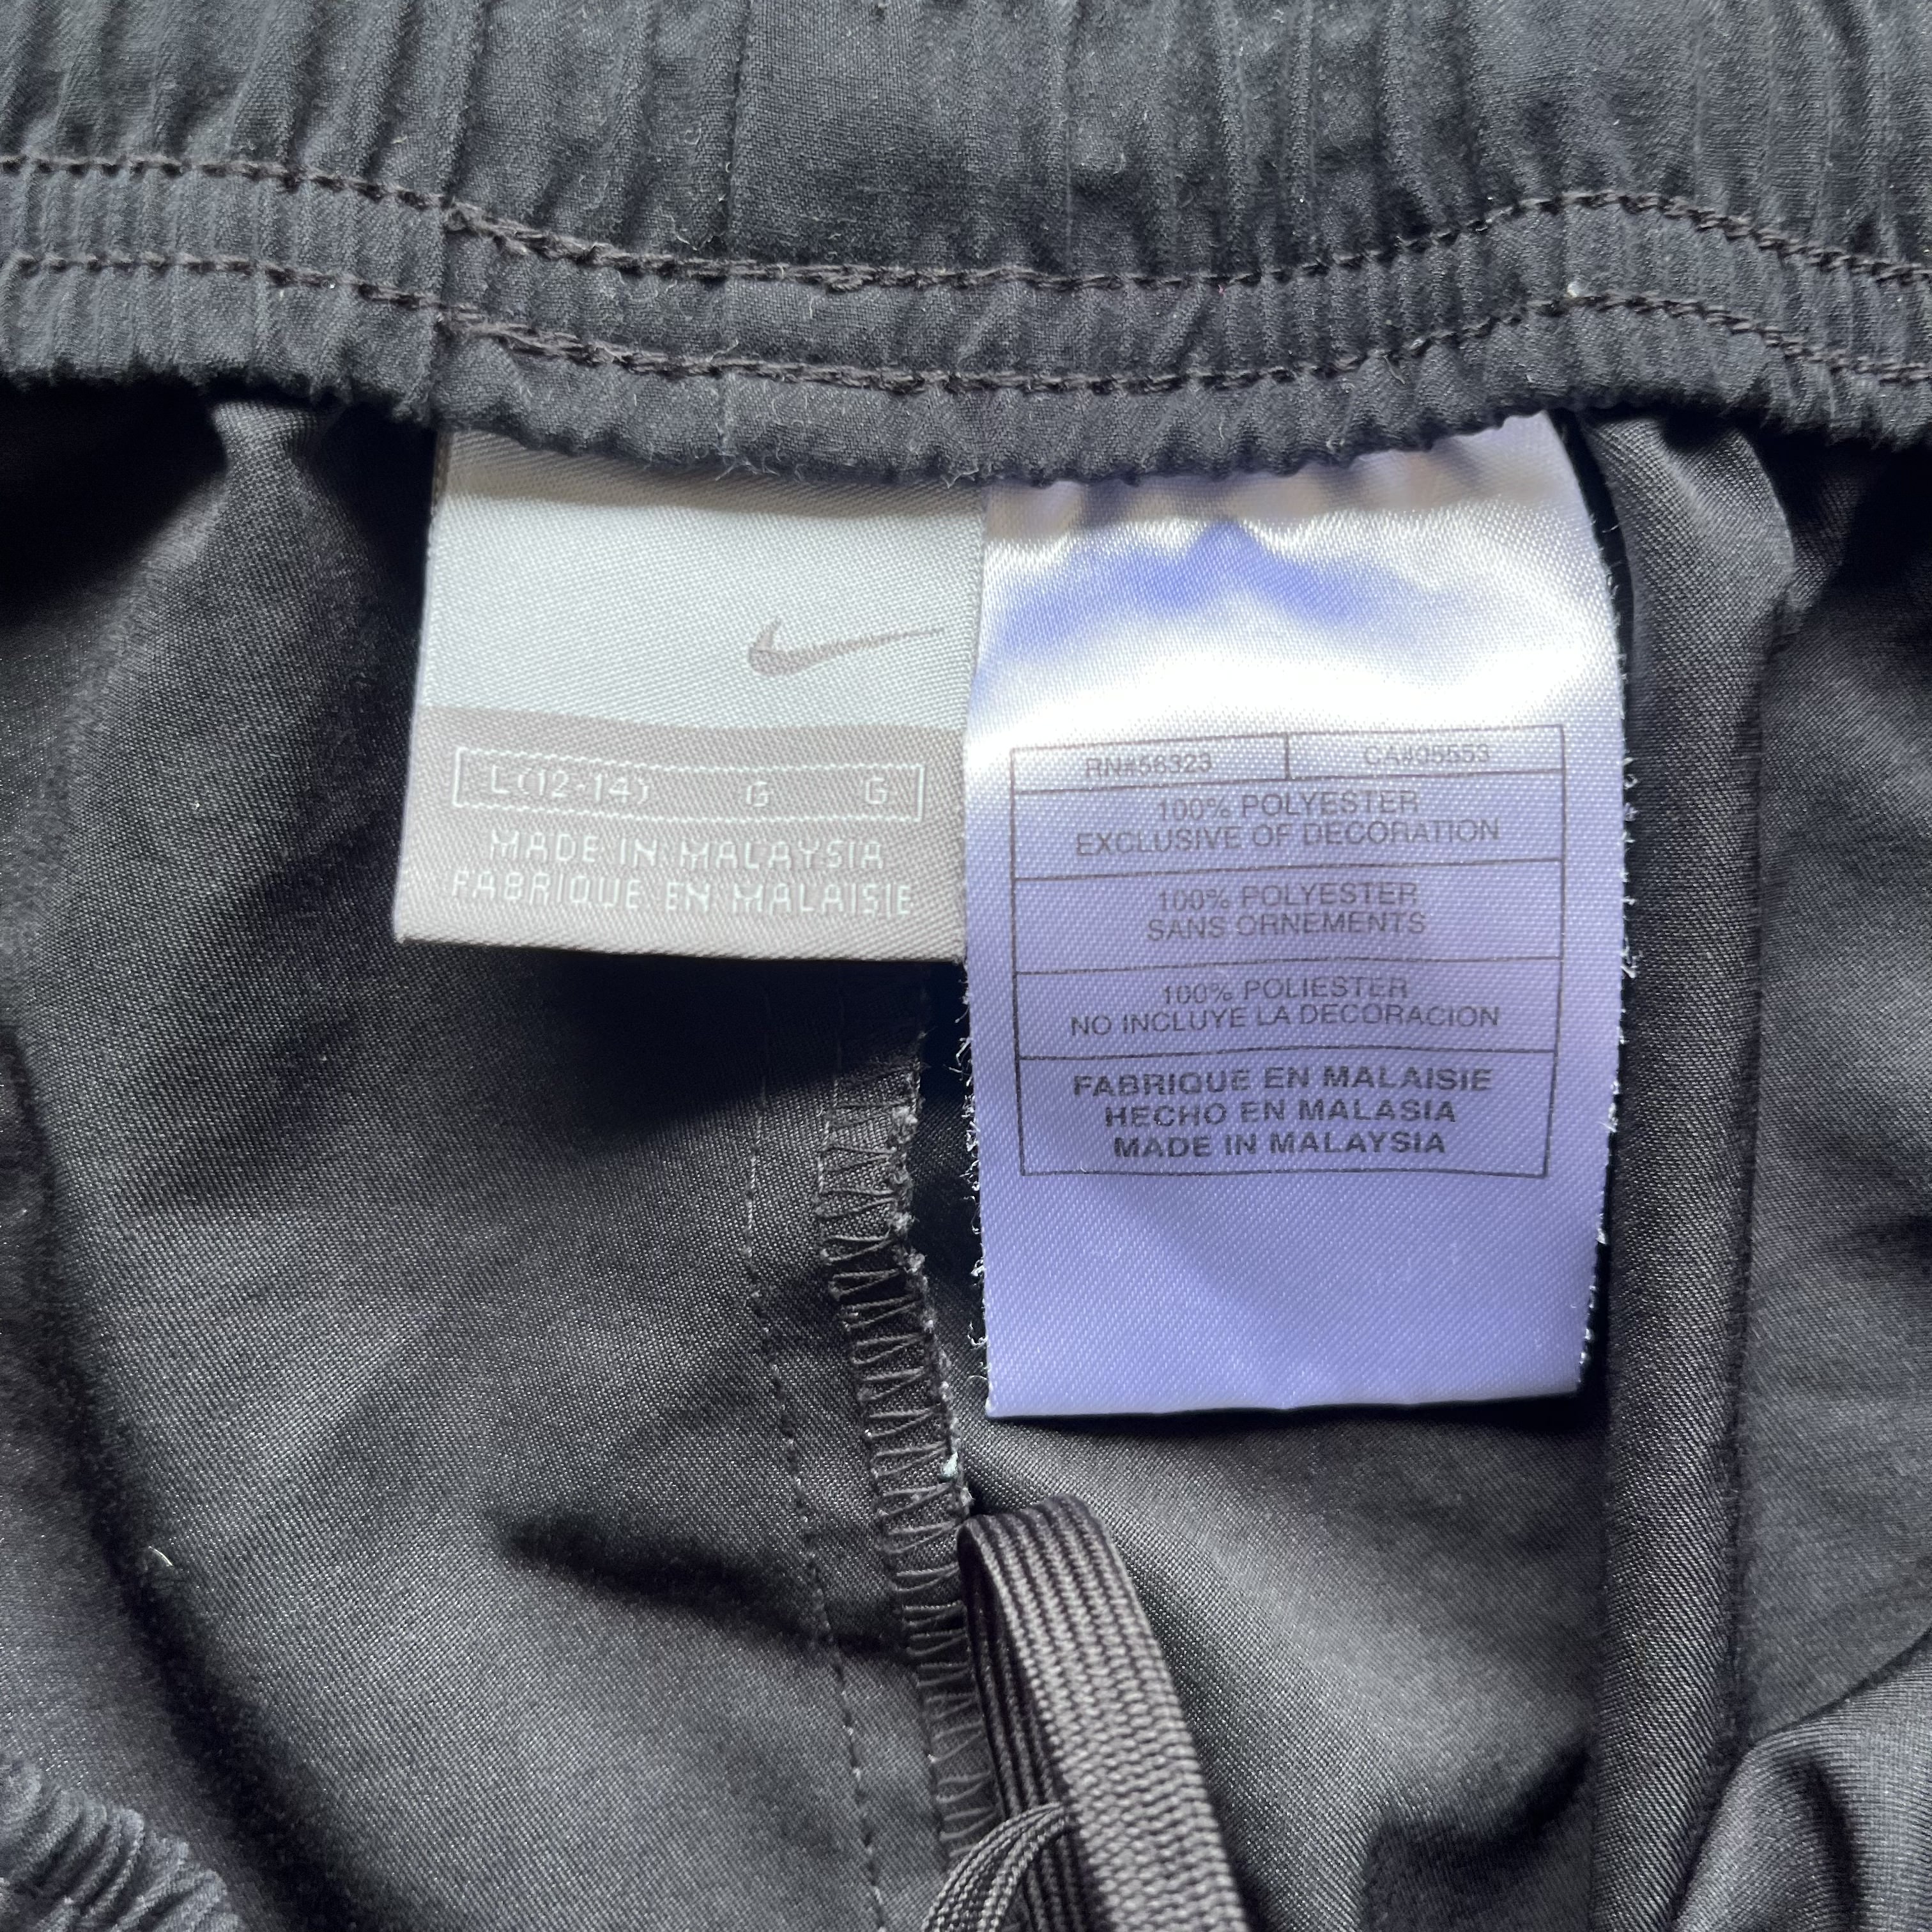 L(12-14) G G
MADE IN MALAYSIA
FABRIQUE EN MALAISIE
RN#56323 CA#05553
100% POLYESTER
EXCLUSIVE OF DECORATION
100% POLYESTER
SANS ORNEMENTS
100% POLIESTER
NO INCLUYE LA DECORACION
FABRIQUE EN MALAISIE
HECHO EN MALASIA
MADE IN MALAYSIA